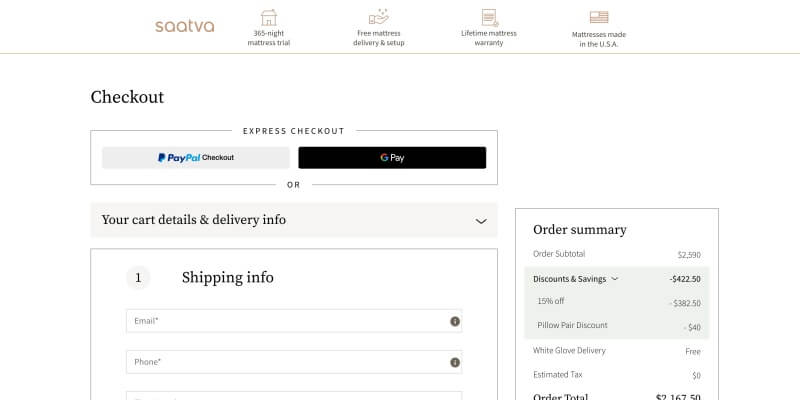 saatva
365-night
mattress trial
Free mattress
delivery & setup
Lifetime mattress
warranty
Mattresses made
in the U.S.A.
Checkout
EXPRESS CHECKOUT
PayPal Checkout
G Pay
OR
Your cart details & delivery info
1 Shipping info
Email*
Phone*
Order summary
Order Subtotal $2,590
Discounts & Savings -$422.50
15% off - $382.50
Pillow Pair Discount - $40
White Glove Delivery Free
Estimated Tax $0
Order Total $2,167.50